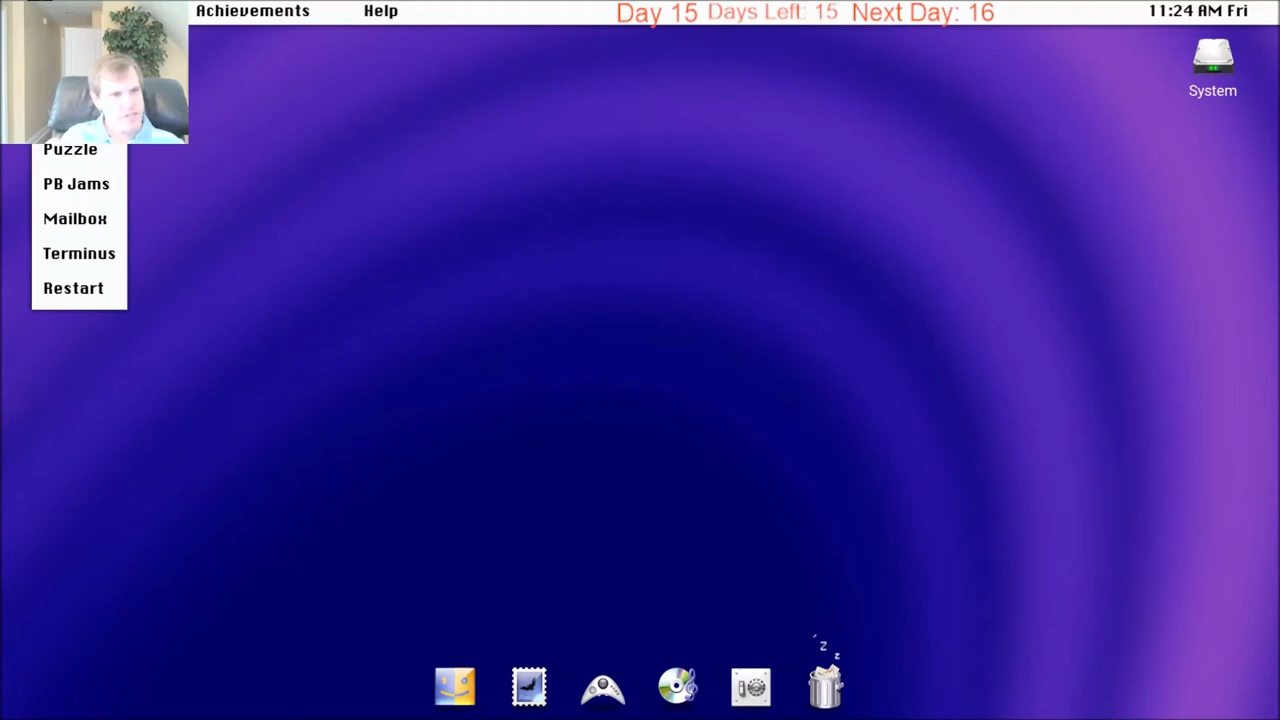 Achievements Help Day 15 Days Left: 15 Next Day: 16 11:24 AM Fri
System
Puzzle
PB Jams
Mailbox
Terminus
Restart
z
z